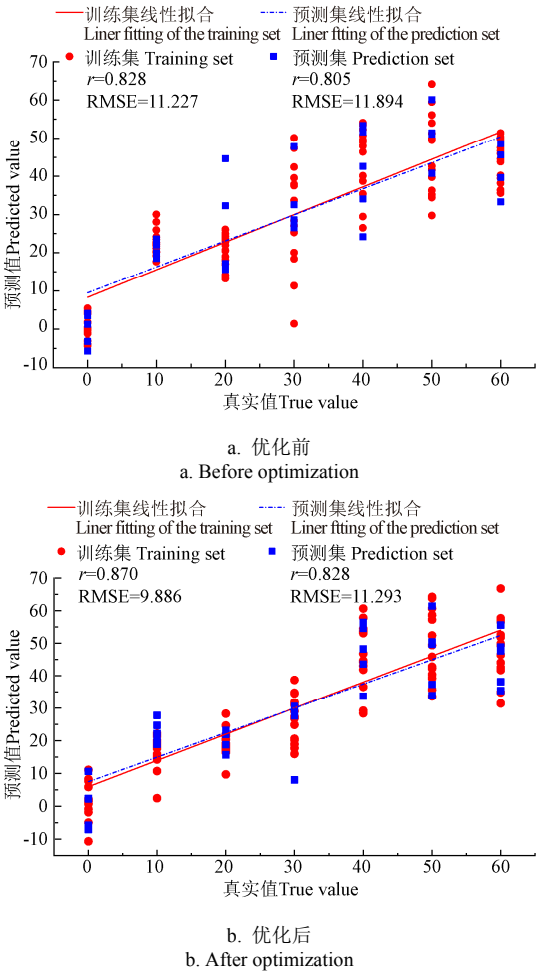 训练集线性拟合
Liner fitting of the training set
训练集 Training set
r=0.828
RMSE=11.227
预测集线性拟合
Liner ftting of the prediction set
预测集 Prediction set
r=0.805
RMSE=11.894
预测值Predicted value
70
60
50
40
30
20
10
0
-10
0 10 20 30 40 50 60
真实值True value
a. 优化前
a. Before optimization
训练集线性拟合
Liner fitting of the training set
训练集 Training set
r=0.870
RMSE=9.886
预测集线性拟合
Liner ftting of the prediction set
预测集 Prediction set
r=0.828
RMSE=11.293
预测值Predicted value
70
60
50
40
30
20
10
0
-10
0 10 20 30 40 50 60
真实值True value
b. 优化后
b. After optimization